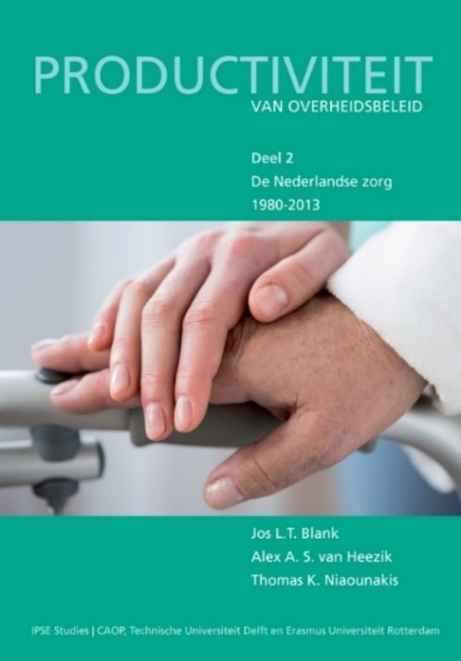 PRODUCTIVITEIT
VAN OVERHEIDSBELEID
Deel 2
De Nederlandse zorg
1980-2013
Jos L.T. Blank
Alex A. S. van Heezik
Thomas K. Niaounakis
IPSE Studies | CAOP, Technische Universiteit Delft en Erasmus Universiteit Rotterdam